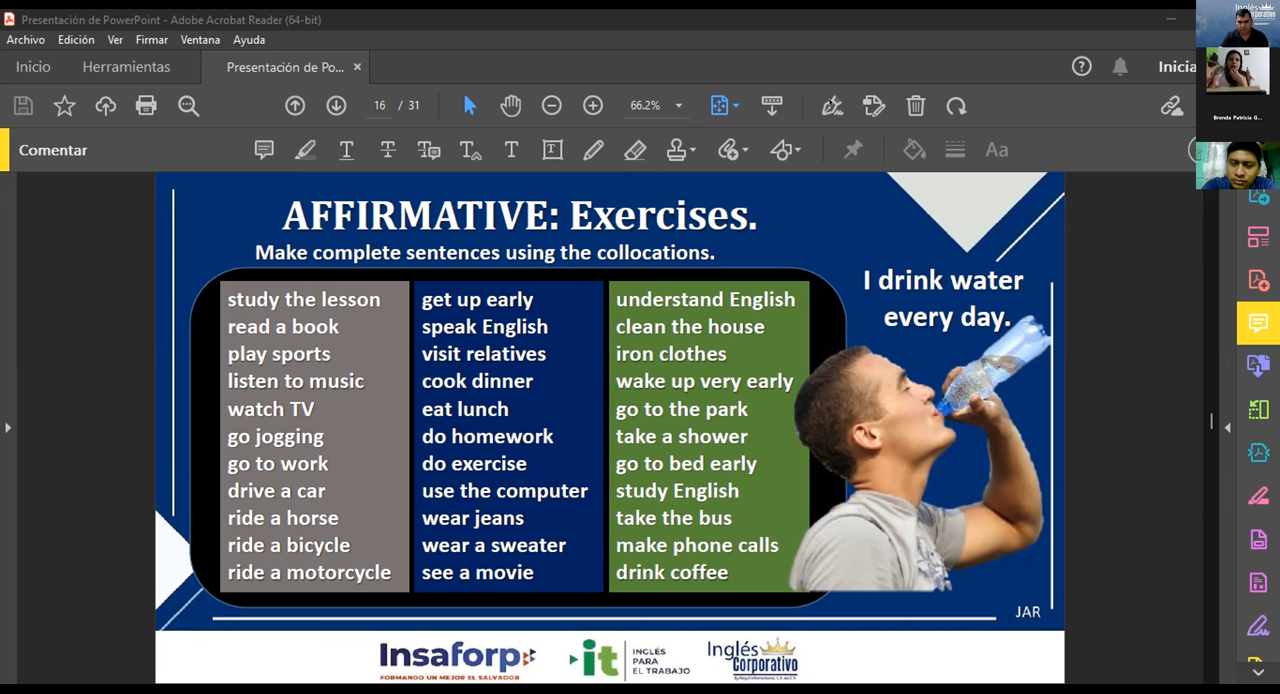 Presentación de PowerPoint - Adobe Acrobat Reader (64-bit)
Archivo Edición Ver Firmar Ventana Ayuda
Inicio Herramientas Presentación de Po... ×
Inicia
16 / 31 66.2%
Comentar
Aa
Brenda Patricia G...
AFFIRMATIVE: Exercises.
Make complete sentences using the collocations.
study the lesson
read a book
play sports
listen to music
watch TV
go jogging
go to work
drive a car
ride a horse
ride a bicycle
ride a motorcycle
get up early
speak English
visit relatives
cook dinner
eat lunch
do homework
do exercise
use the computer
wear jeans
wear a sweater
see a movie
understand English
clean the house
iron clothes
wake up very early
go to the park
take a shower
go to bed early
study English
take the bus
make phone calls
drink coffee
I drink water
every day.
JAR
Insaforp
FORMANDO UN MEJOR EL SALVADOR
it
INGLÉS
PARA
EL TRABAJO
Inglés
Corporativo